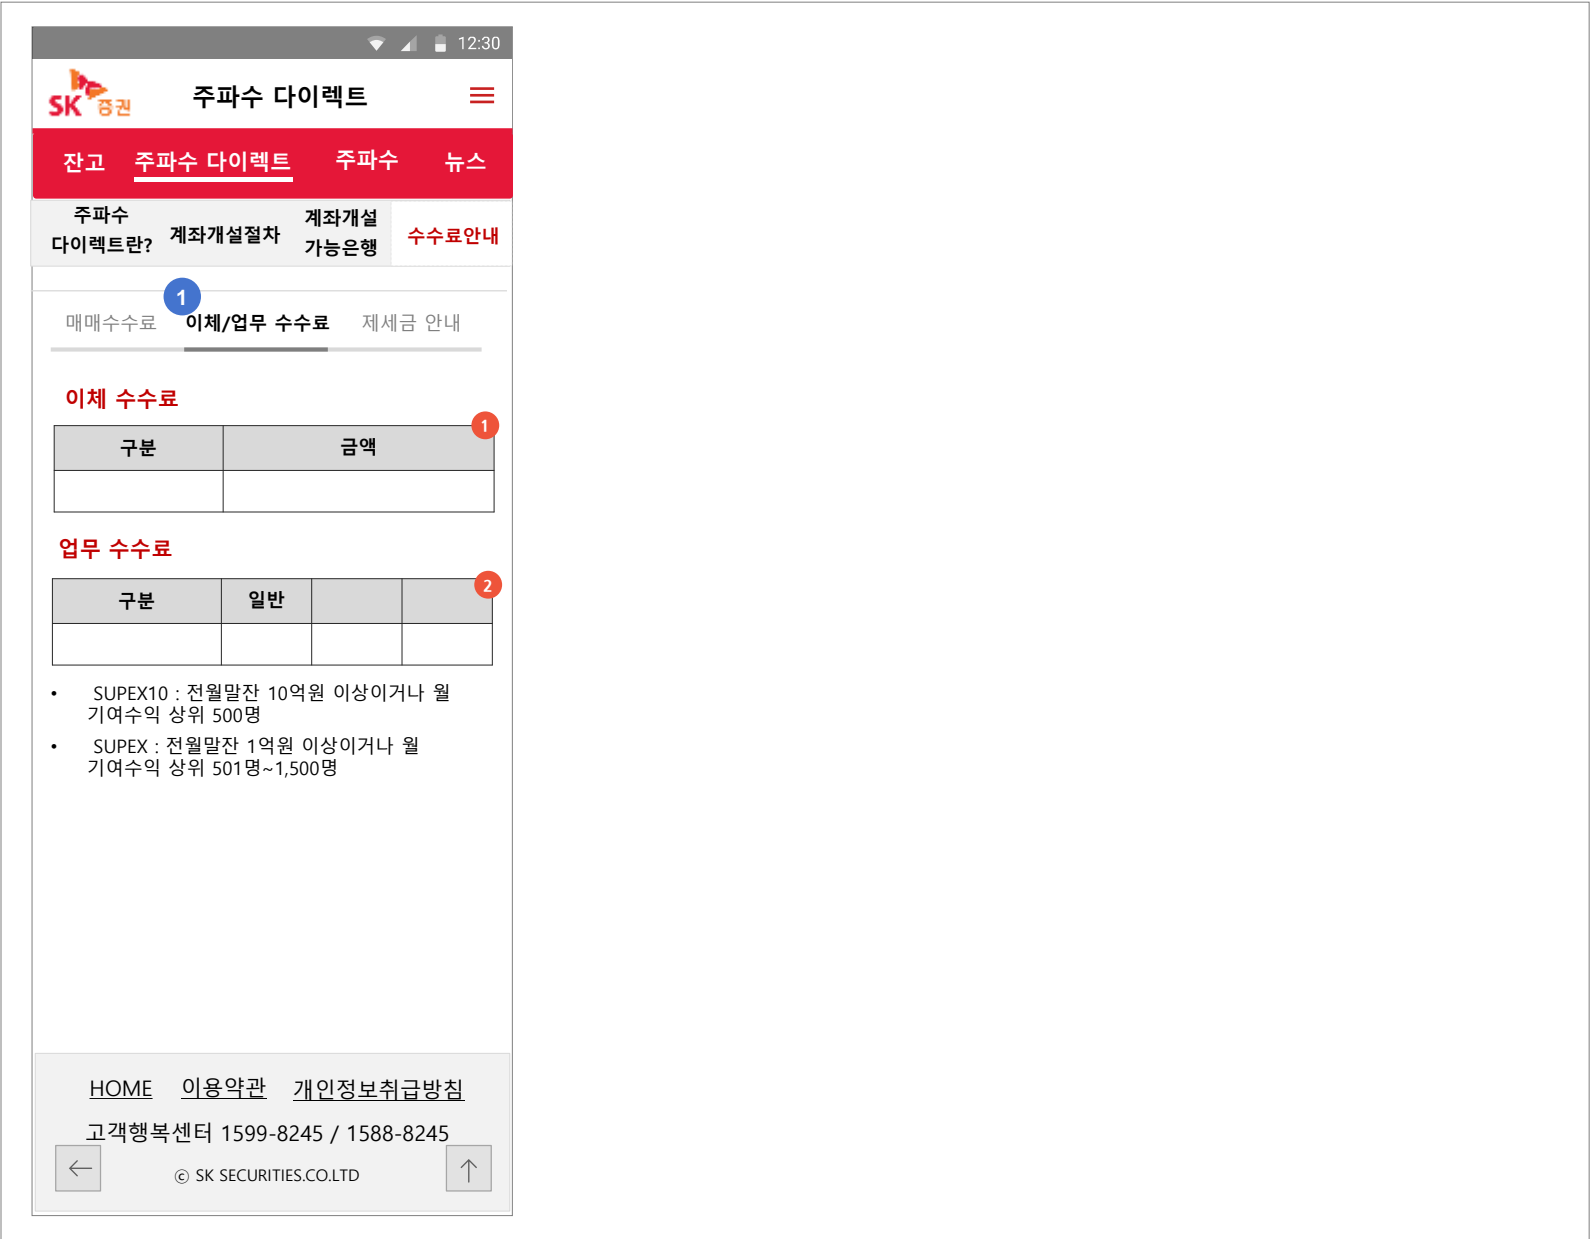 12:30
SK 증권
주파수 다이렉트
잔고 주파수 다이렉트 주파수 뉴스
주파수
다이렉트란?
계좌개설절차
계좌개설
가능은행
수수료안내
1
매매수수료 이체/업무 수수료 제세금 안내
이체 수수료
1
구분 금액
업무 수수료
2
구분 일반
• SUPEX10 : 전월말잔 10억원 이상이거나 월
기여수익 상위 500명
• SUPEX : 전월말잔 1억원 이상이거나 월
기여수익 상위 501명~1,500명
HOME 이용약관 개인정보취급방침
고객행복센터 1599-8245 / 1588-8245
ⓒ SK SECURITIES.CO.LTD